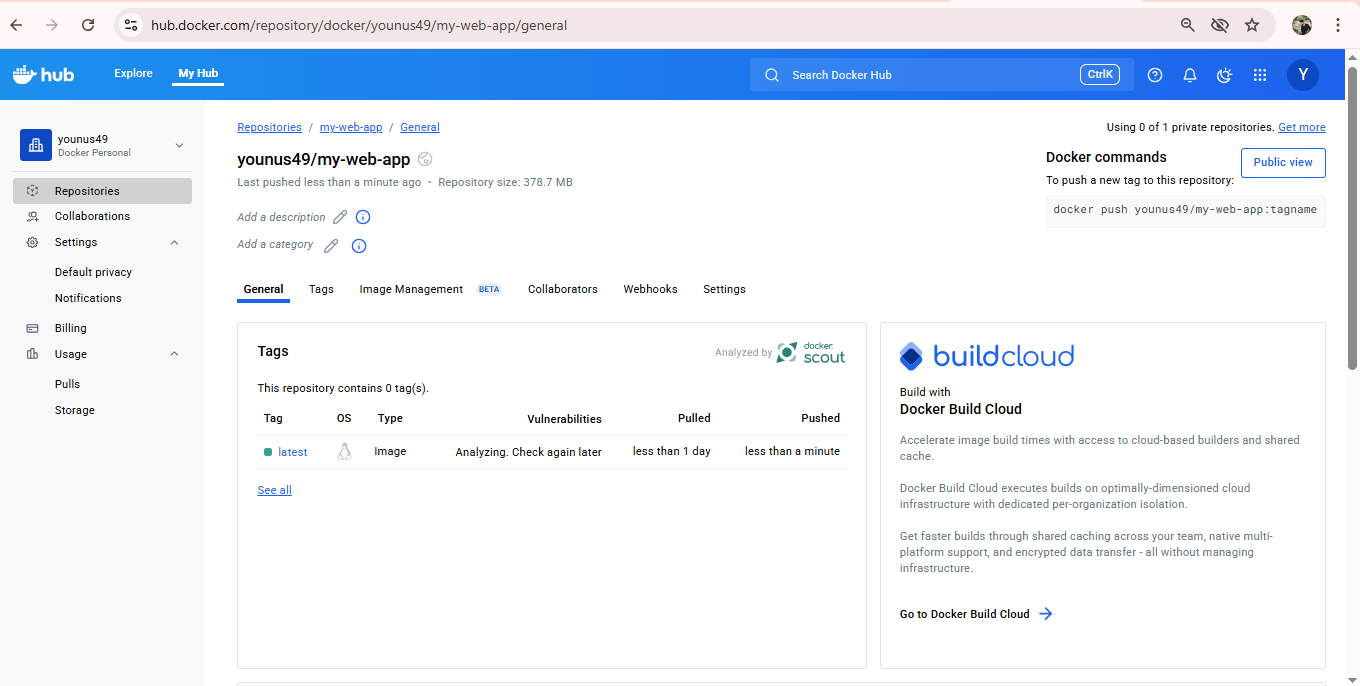 hub.docker.com/repository/docker/younus49/my-web-app/general
hub
Explore
My Hub
Search Docker Hub
CtrlK
Y
younus49
Docker Personal
Repositories
Collaborations
Settings
Default privacy
Notifications
Billing
Usage
Pulls
Storage
Repositories / my-web-app / General
Using 0 of 1 private repositories. Get more
younus49/my-web-app
Last pushed less than a minute ago · Repository size: 378.7 MB
Add a description
Add a category
Docker commands
Public view
To push a new tag to this repository:
docker push younus49/my-web-app:tagname
General Tags Image Management BETA Collaborators Webhooks Settings
Tags
Analyzed by docker scout
This repository contains 0 tag(s).
Tag OS Type Vulnerabilities Pulled Pushed
latest Image Analyzing. Check again later less than 1 day less than a minute
See all
buildcloud
Build with
Docker Build Cloud
Accelerate image build times with access to cloud-based builders and shared
cache.
Docker Build Cloud executes builds on optimally-dimensioned cloud
infrastructure with dedicated per-organization isolation.
Get faster builds through shared caching across your team, native multi-
platform support, and encrypted data transfer - all without managing
infrastructure.
Go to Docker Build Cloud